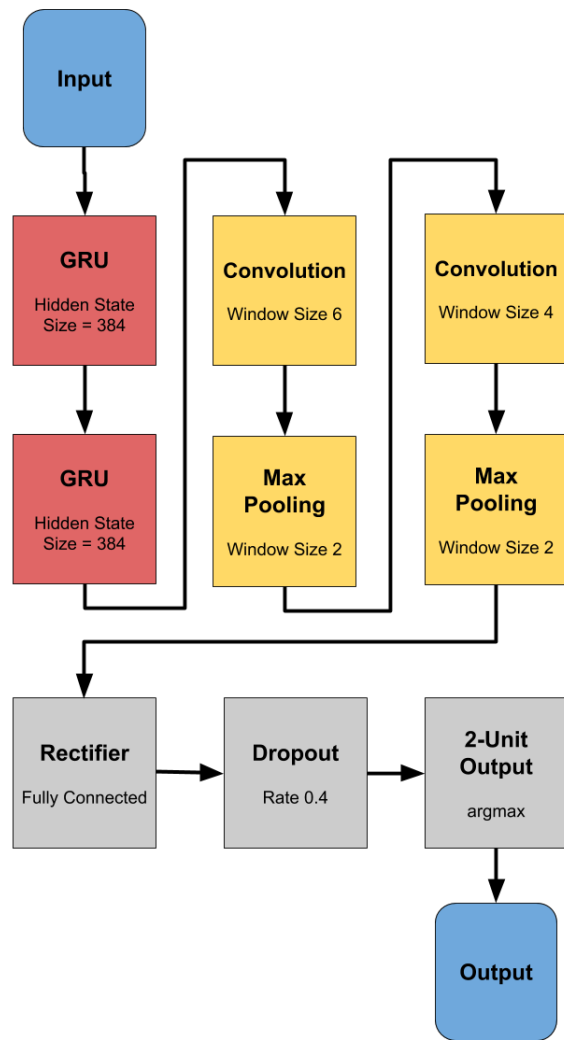 Input
GRU
Hidden State
Size = 384
GRU
Hidden State
Size = 384
Convolution
Window Size 6
Max
Pooling
Window Size 2
Convolution
Window Size 4
Max
Pooling
Window Size 2
Rectifier
Fully Connected
Dropout
Rate 0.4
2-Unit
Output
argmax
Output